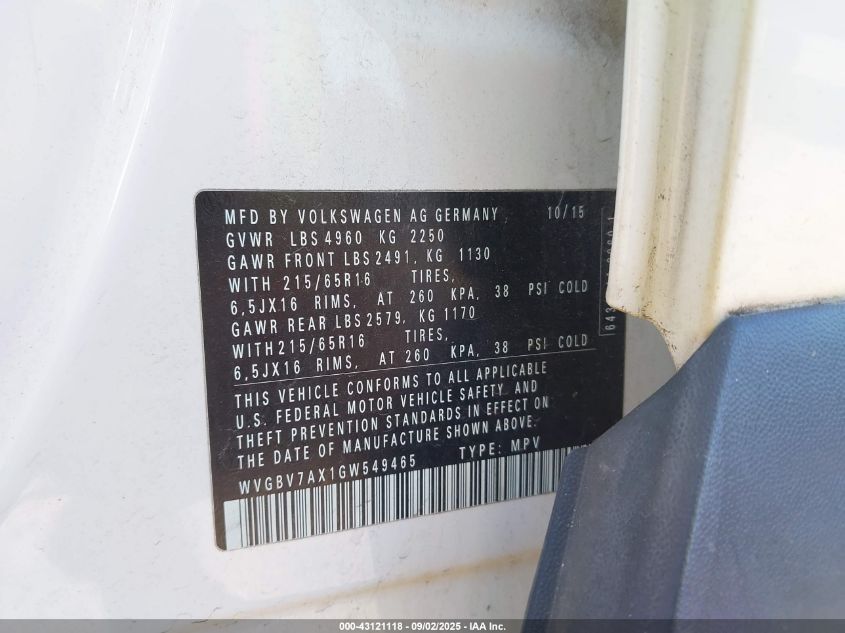 MFD BY VOLKSWAGEN AG GERMANY 10/15
GVWR LBS 4960 KG 2250
GAWR FRONT LBS 2491, KG 1130
WITH 215/65R16 TIRES,
6,5JX16 RIMS, AT 260 KPA, 38 PSI COLD
GAWR REAR LBS 2579, KG 1170
WITH 215/65R16 TIRES,
6,5JX16 RIMS, AT 260 KPA, 38 PSI COLD
THIS VEHICLE CONFORMS TO ALL APPLICABLE
U.S. FEDERAL MOTOR VEHICLE SAFETY AND
THEFT PREVENTION STANDARDS IN EFFECT ON
THE DATE OF MANUFACTURE SHOWN ABOVE.
WVGBV7AX1GW549465 TYPE: MPV
000-43121118 - 09/02/2025 - IAA Inc.